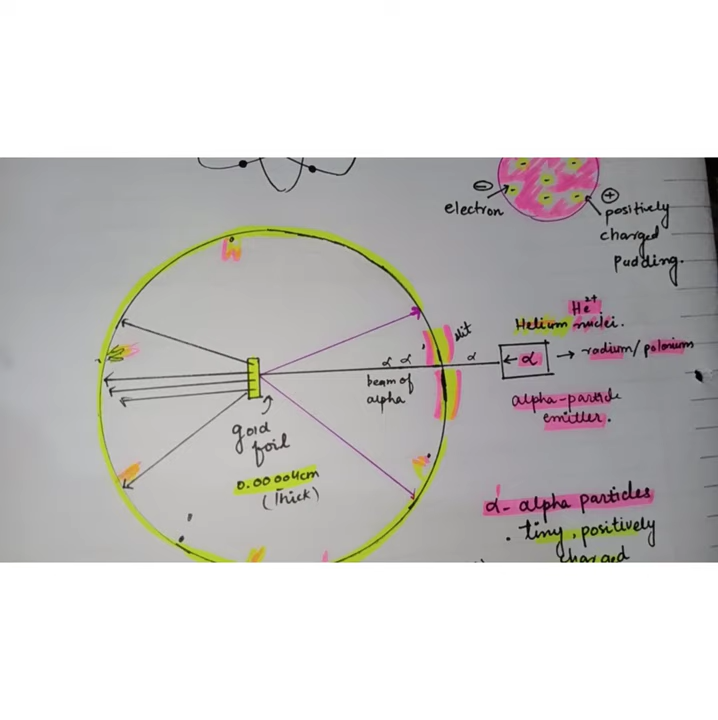 ⊖
electron
⊕
positively
charged
pudding.
He²⁺
Helium nuclei.
slit
α α
α
← α → radium/polonium
beam of
alpha
alpha-particle
emitter.
gold
foil
0.00004cm
(Thick)
α- alpha particles
. tiny, positively
charged